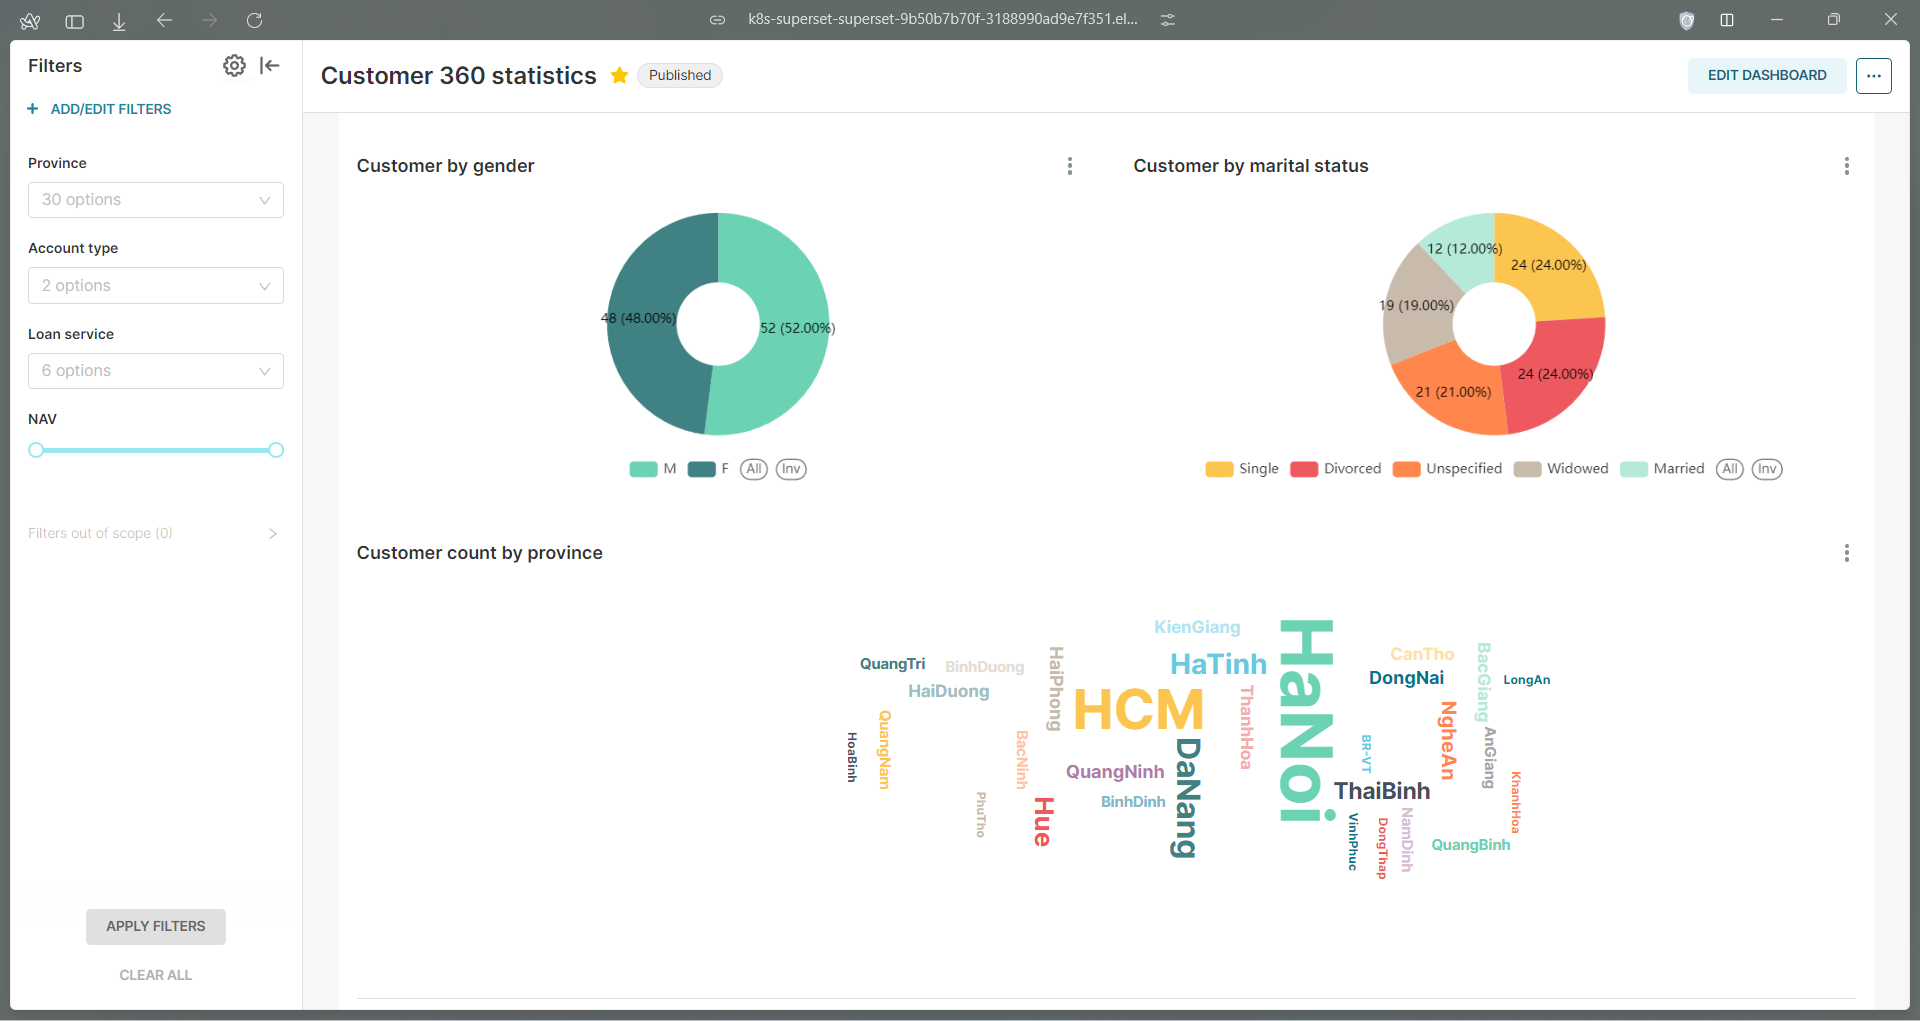 k8s-superset-superset-9b50b7b70f-3188990ad9e7f351.el...
Filters
ADD/EDIT FILTERS
Province
30 options
Account type
2 options
Loan service
6 options
NAV
Filters out of scope (0)
APPLY FILTERS
CLEAR ALL
Customer 360 statistics
Published
EDIT DASHBOARD
Customer by gender
48 (48.00%)
52 (52.00%)
M F All Inv
Customer by marital status
12 (12.00%)
24 (24.00%)
19 (19.00%)
24 (24.00%)
21 (21.00%)
Single Divorced Unspecified Widowed Married All Inv
Customer count by province
KienGiang
QuangTri
BinhDuong
HaiPhong
HaTinh
HaNoi
CanTho
BacGiang
DongNai
LongAn
HaiDuong
HCM
ThanhHoa
NgheAn
QuangNam
HoaBinh
BacNinh
DaNang
BR-VT
AnGiang
QuangNinh
KhanhHoa
ThaiBinh
PhuTho
Hue
BinhDinh
VinhPhuc
DongThap
NamDinh
QuangBinh